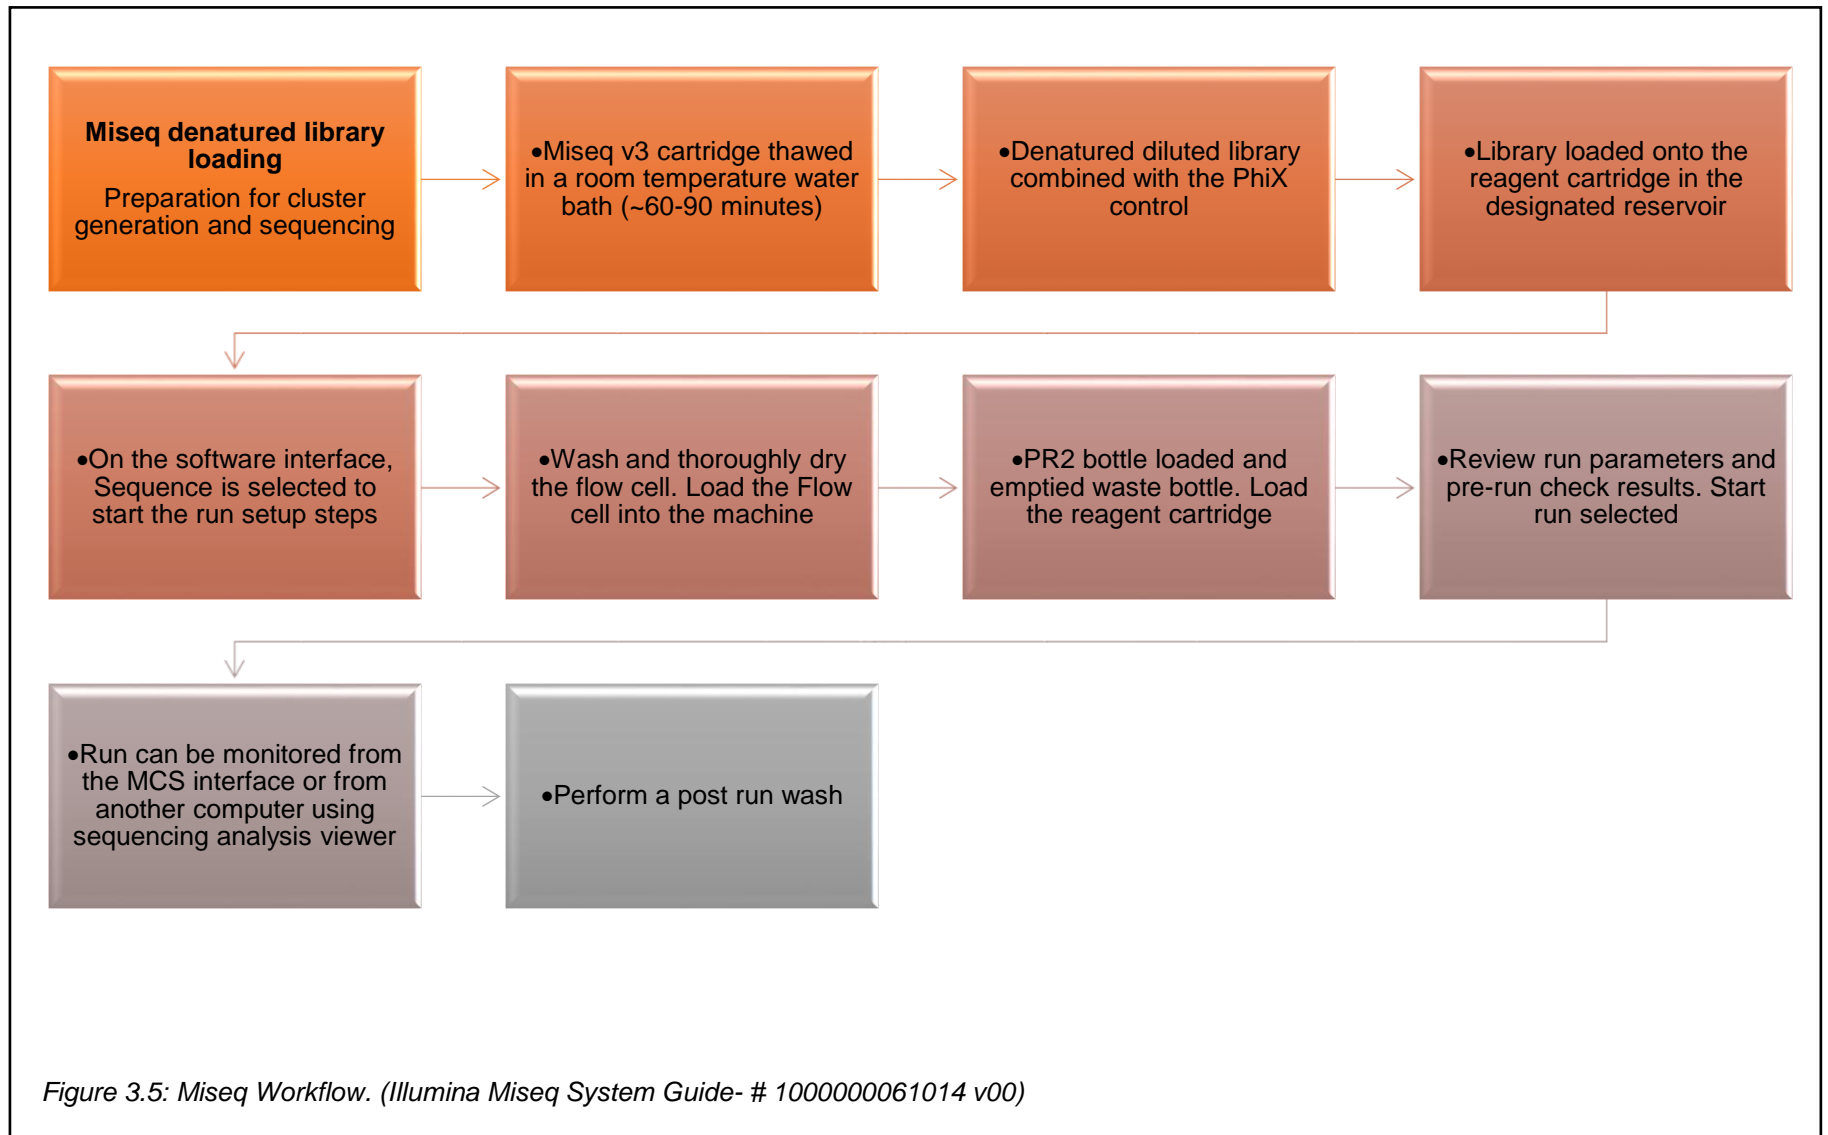 Miseq denatured library
loading
Preparation for cluster
generation and sequencing
•Miseq v3 cartridge thawed
in a room temperature water
bath (~60-90 minutes)
•Denatured diluted library
combined with the PhiX
control
•Library loaded onto the
reagent cartridge in the
designated reservoir
•On the software interface,
Sequence is selected to
start the run setup steps
•Wash and thoroughly dry
the flow cell. Load the Flow
cell into the machine
•PR2 bottle loaded and
emptied waste bottle. Load
the reagent cartridge
•Review run parameters and
pre-run check results. Start
run selected
•Run can be monitored from
the MCS interface or from
another computer using
sequencing analysis viewer
•Perform a post run wash
Figure 3.5: Miseq Workflow. (Illumina Miseq System Guide- # 1000000061014 v00)